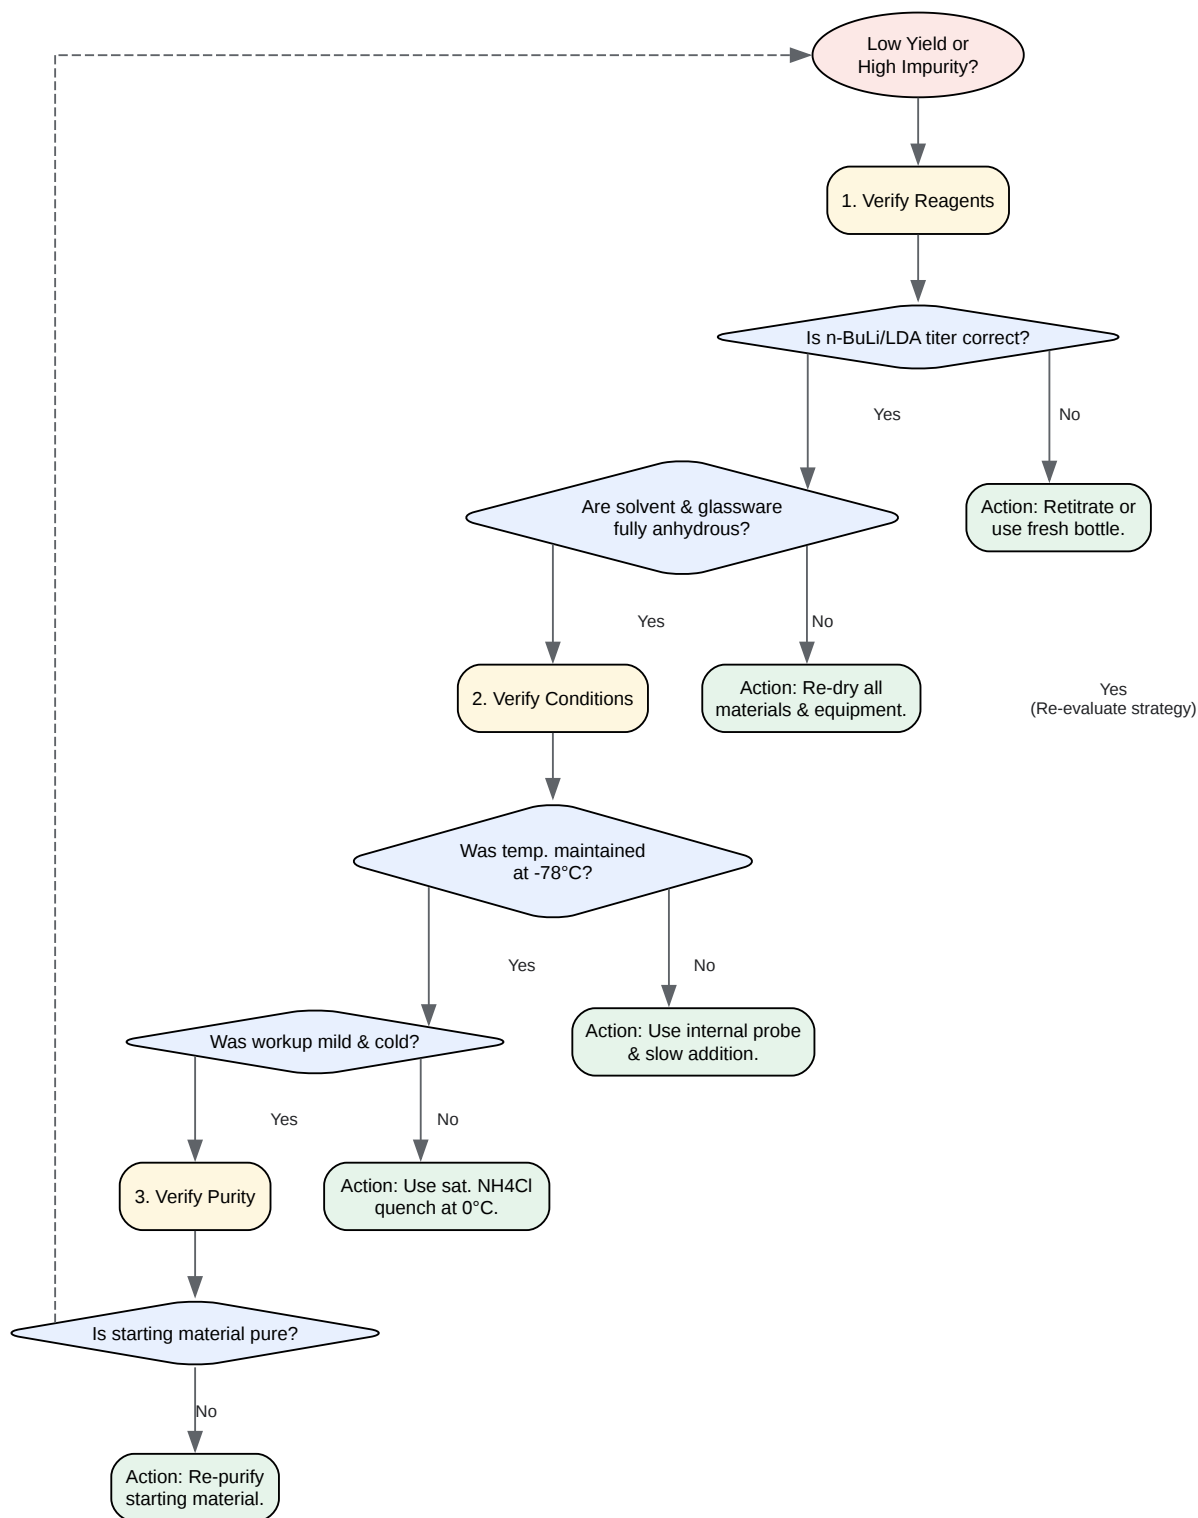 Low Yield or
High Impurity?
1. Verify Reagents
Is n-BuLi/LDA titer correct?
Yes
No
Are solvent & glassware
fully anhydrous?
Action: Retitrate or
use fresh bottle.
Yes
No
2. Verify Conditions
Action: Re-dry all
materials & equipment.
Yes
(Re-evaluate strategy)
Was temp. maintained
at -78°C?
Yes
No
Was workup mild & cold?
Action: Use internal probe
& slow addition.
Yes
No
3. Verify Purity
Action: Use sat. NH4Cl
quench at 0°C.
Is starting material pure?
No
Action: Re-purify
starting material.